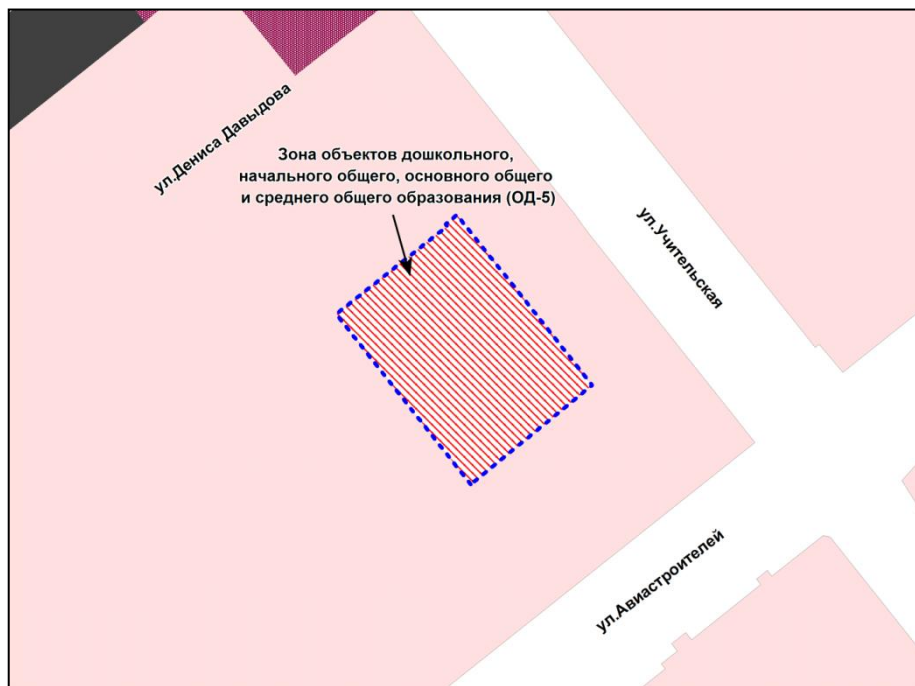 ул.Дениса Давыдова
Зона объектов дошкольного,
начального общего, основного общего
и среднего общего образования (ОД-5)
ул.Учительская
ул.Авиастроителей